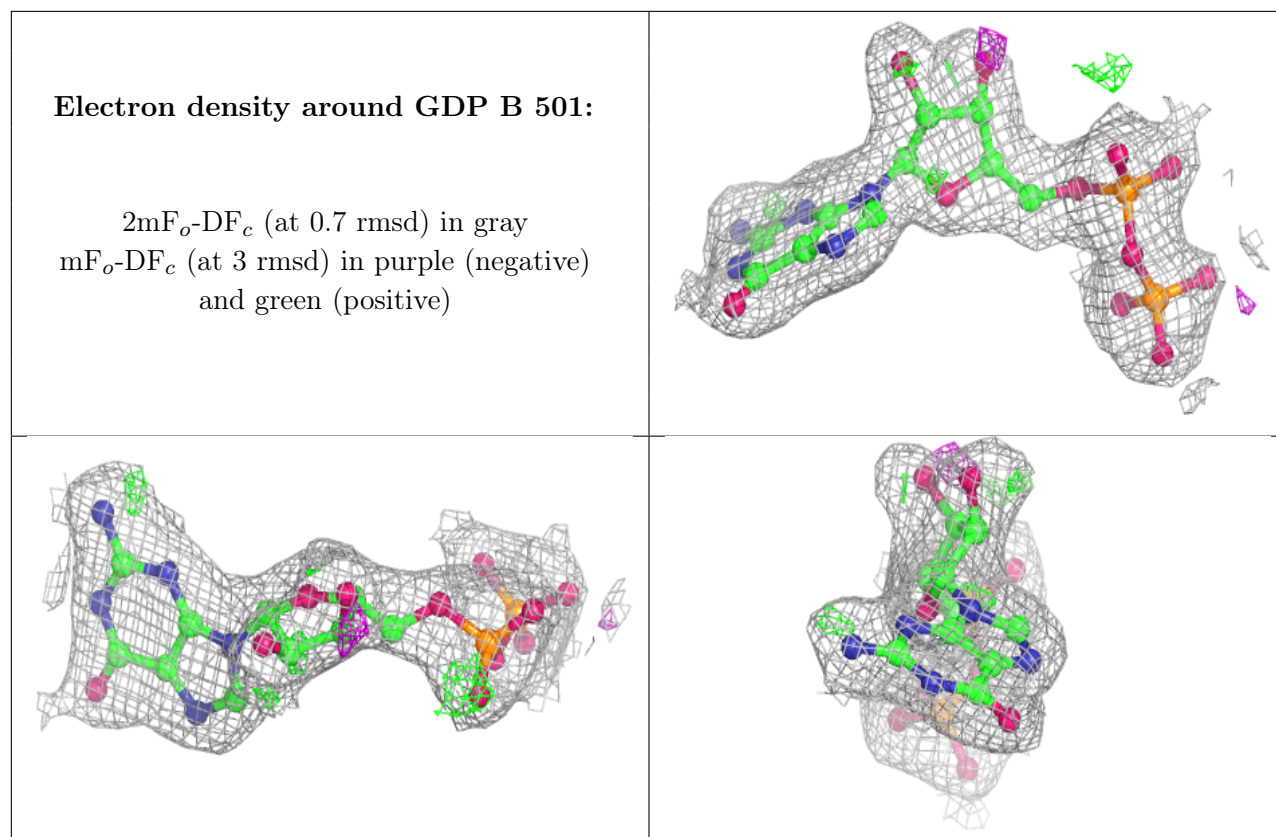 Electron density around GDP B 501:
2mFo-DFc (at 0.7 rmsd) in gray
mFo-DFc (at 3 rmsd) in purple (negative)
and green (positive)